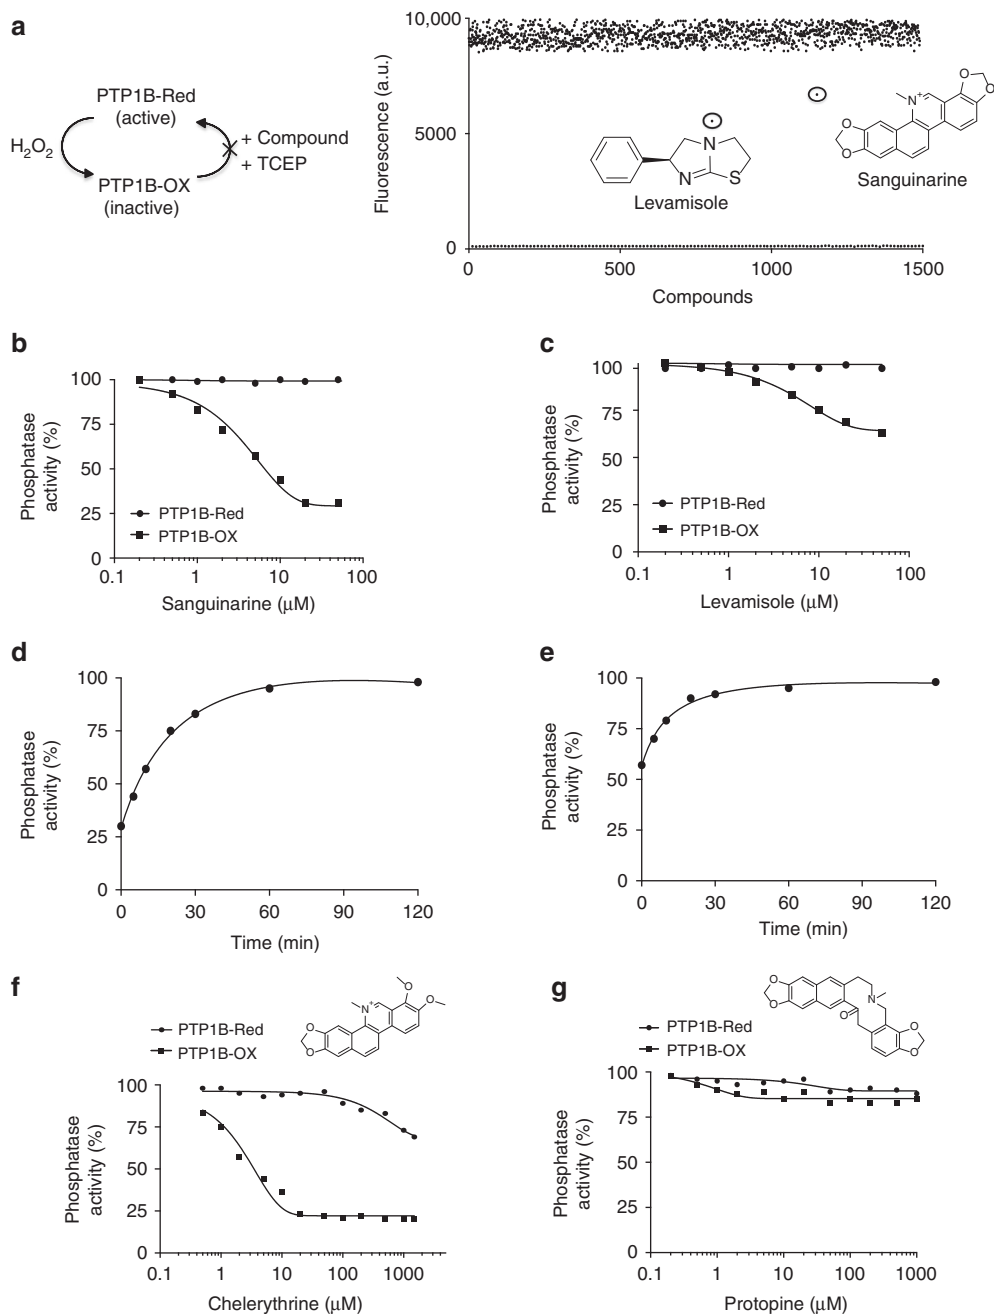 a
PTP1B-Red
(active)
H₂O₂
+ Compound
+ TCEP
PTP1B-OX
(inactive)
Fluorescence (a.u.)
10,000
5000
0
0 500 1000 1500
Compounds
N
N
S
Levamisole
N+
O
O
O
O
Sanguinarine
b
Phosphatase
activity (%)
100
75
50
25
0
PTP1B-Red
PTP1B-OX
0.1 1 10 100
Sanguinarine (μM)
c
Phosphatase
activity (%)
100
75
50
25
0
PTP1B-Red
PTP1B-OX
0.1 1 10 100
Levamisole (μM)
d
Phosphatase
activity (%)
100
75
50
25
0
0 30 60 90 120
Time (min)
e
Phosphatase
activity (%)
100
75
50
25
0
0 30 60 90 120
Time (min)
f
PTP1B-Red
PTP1B-OX
O
O
N+
O
O
Phosphatase
activity (%)
100
75
50
25
0
0.1 1 10 100 1000
Chelerythrine (μM)
g
PTP1B-Red
PTP1B-OX
O
O
N
O
O
O
Phosphatase
activity (%)
100
75
50
25
0
0.1 1 10 100 1000
Protopine (μM)